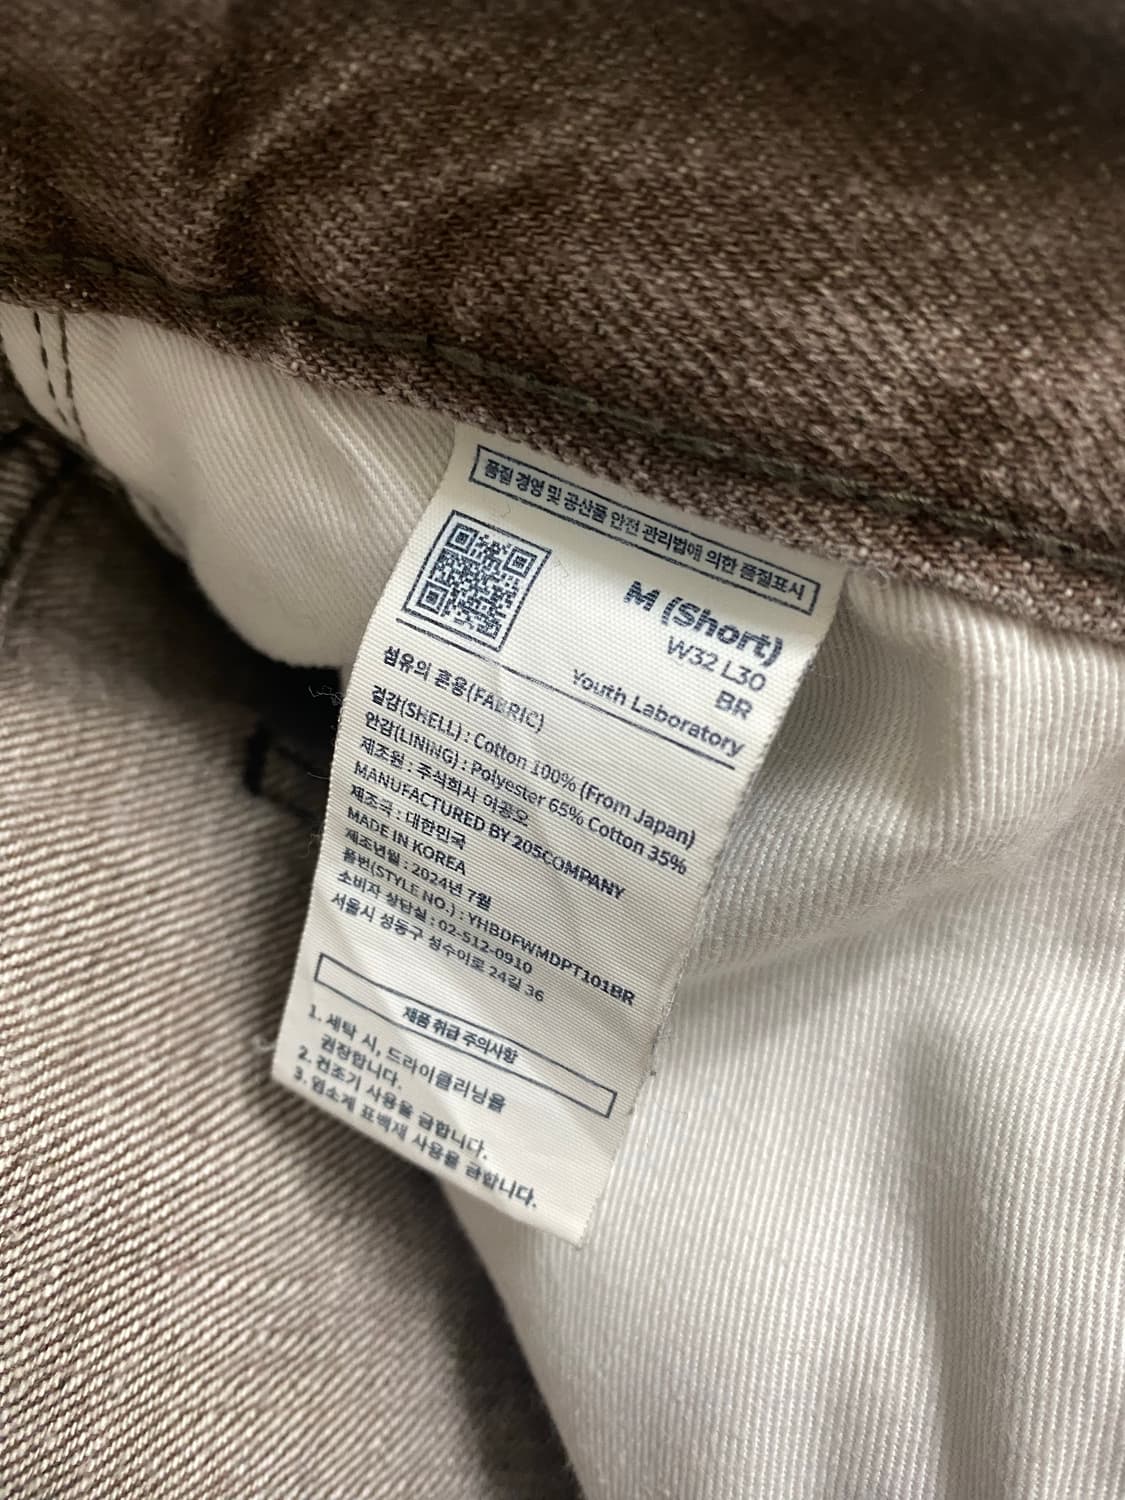 품질 경영 및 공산품 안전 관리법에 의한 품질표시
M (Short)
W32 L30
BR
Youth Laboratory
섬유의 혼용(FABRIC)
겉감(SHELL) : Cotton 100% (From Japan)
안감(LINING) : Polyester 65% Cotton 35%
제조원 : 주식회사 이공오
MANUFACTURED BY 205COMPANY
제조국 : 대한민국
MADE IN KOREA
제조년월 : 2024년 7월
품번(STYLE NO.) : YHBDFWMDPT101BR
소비자 상담실 : 02-512-0910
서울시 성동구 성수이로 24길 36
제품 취급 주의사항
1. 세탁 시, 드라이클리닝을
권장합니다.
2. 건조기 사용을 금합니다.
3. 염소계 표백제 사용을 금합니다.